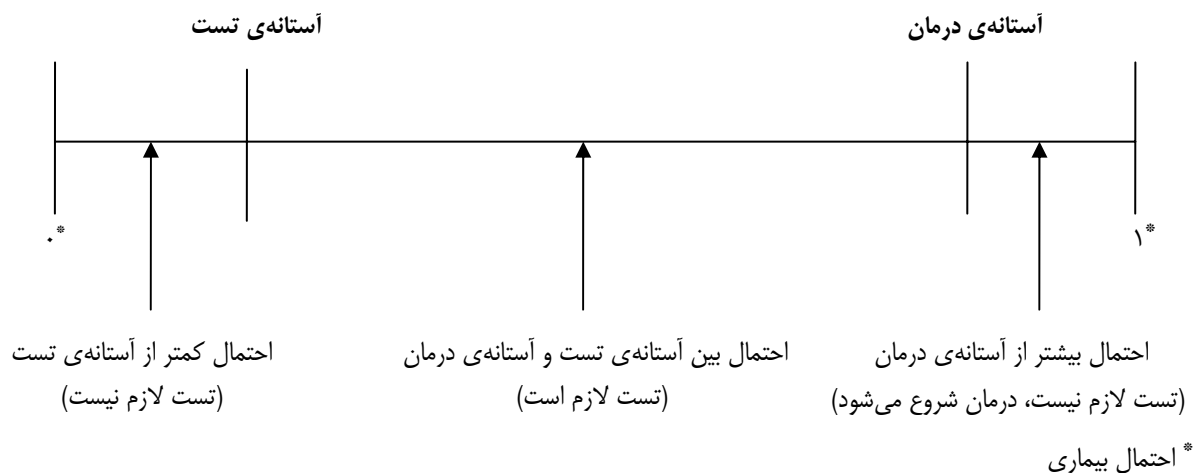 آستانه‌ی درمان
آستانه‌ی تست
۱*
۰*
احتمال بیشتر از آستانه‌ی درمان
(تست لازم نیست، درمان شروع می‌شود)
احتمال بین آستانه‌ی تست و آستانه‌ی درمان
(تست لازم است)
احتمال کمتر از آستانه‌ی تست
(تست لازم نیست)
* احتمال بیماری